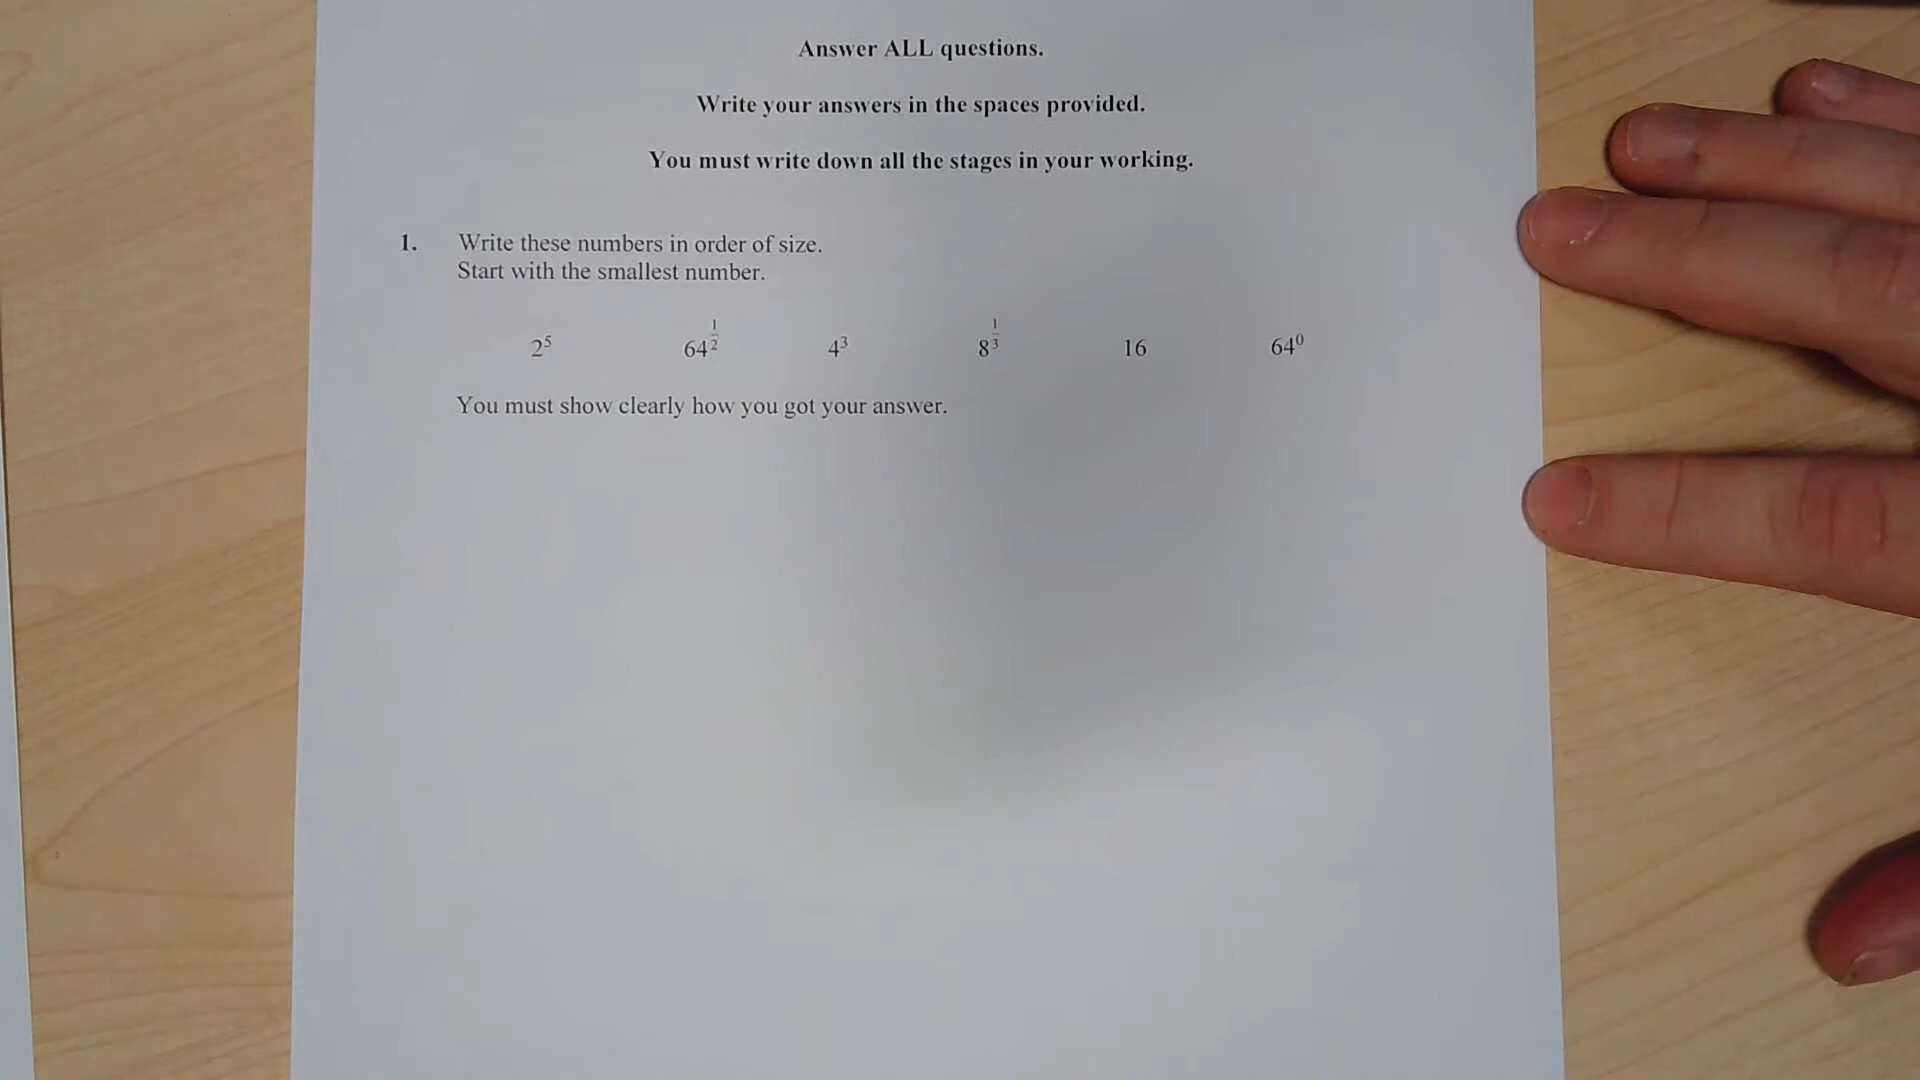 Answer ALL questions.
Write your answers in the spaces provided.
You must write down all the stages in your working.
1. Write these numbers in order of size.
Start with the smallest number.
2⁵ 64^(1/2) 4³ 8^(1/3) 16 64⁰
You must show clearly how you got your answer.